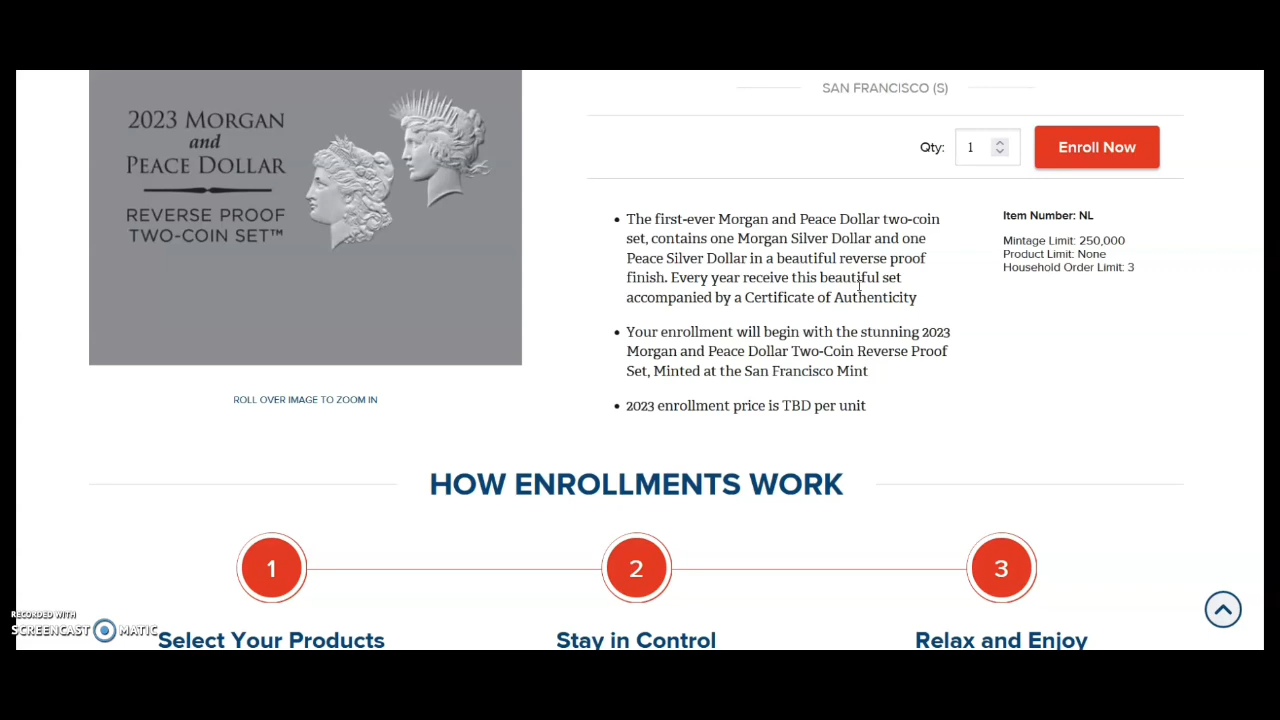 2023 MORGAN
and
PEACE DOLLAR
REVERSE PROOF
TWO-COIN SET™
ROLL OVER IMAGE TO ZOOM IN
SAN FRANCISCO (S)
Qty: 1 Enroll Now
• The first-ever Morgan and Peace Dollar two-coin
set, contains one Morgan Silver Dollar and one
Peace Silver Dollar in a beautiful reverse proof
finish. Every year receive this beautiful set
accompanied by a Certificate of Authenticity
• Your enrollment will begin with the stunning 2023
Morgan and Peace Dollar Two-Coin Reverse Proof
Set, Minted at the San Francisco Mint
• 2023 enrollment price is TBD per unit
Item Number: NL
Mintage Limit: 250,000
Product Limit: None
Household Order Limit: 3
HOW ENROLLMENTS WORK
1 2 3
Select Your Products Stay in Control Relax and Enjoy
RECORDED WITH
SCREENCAST MATIC